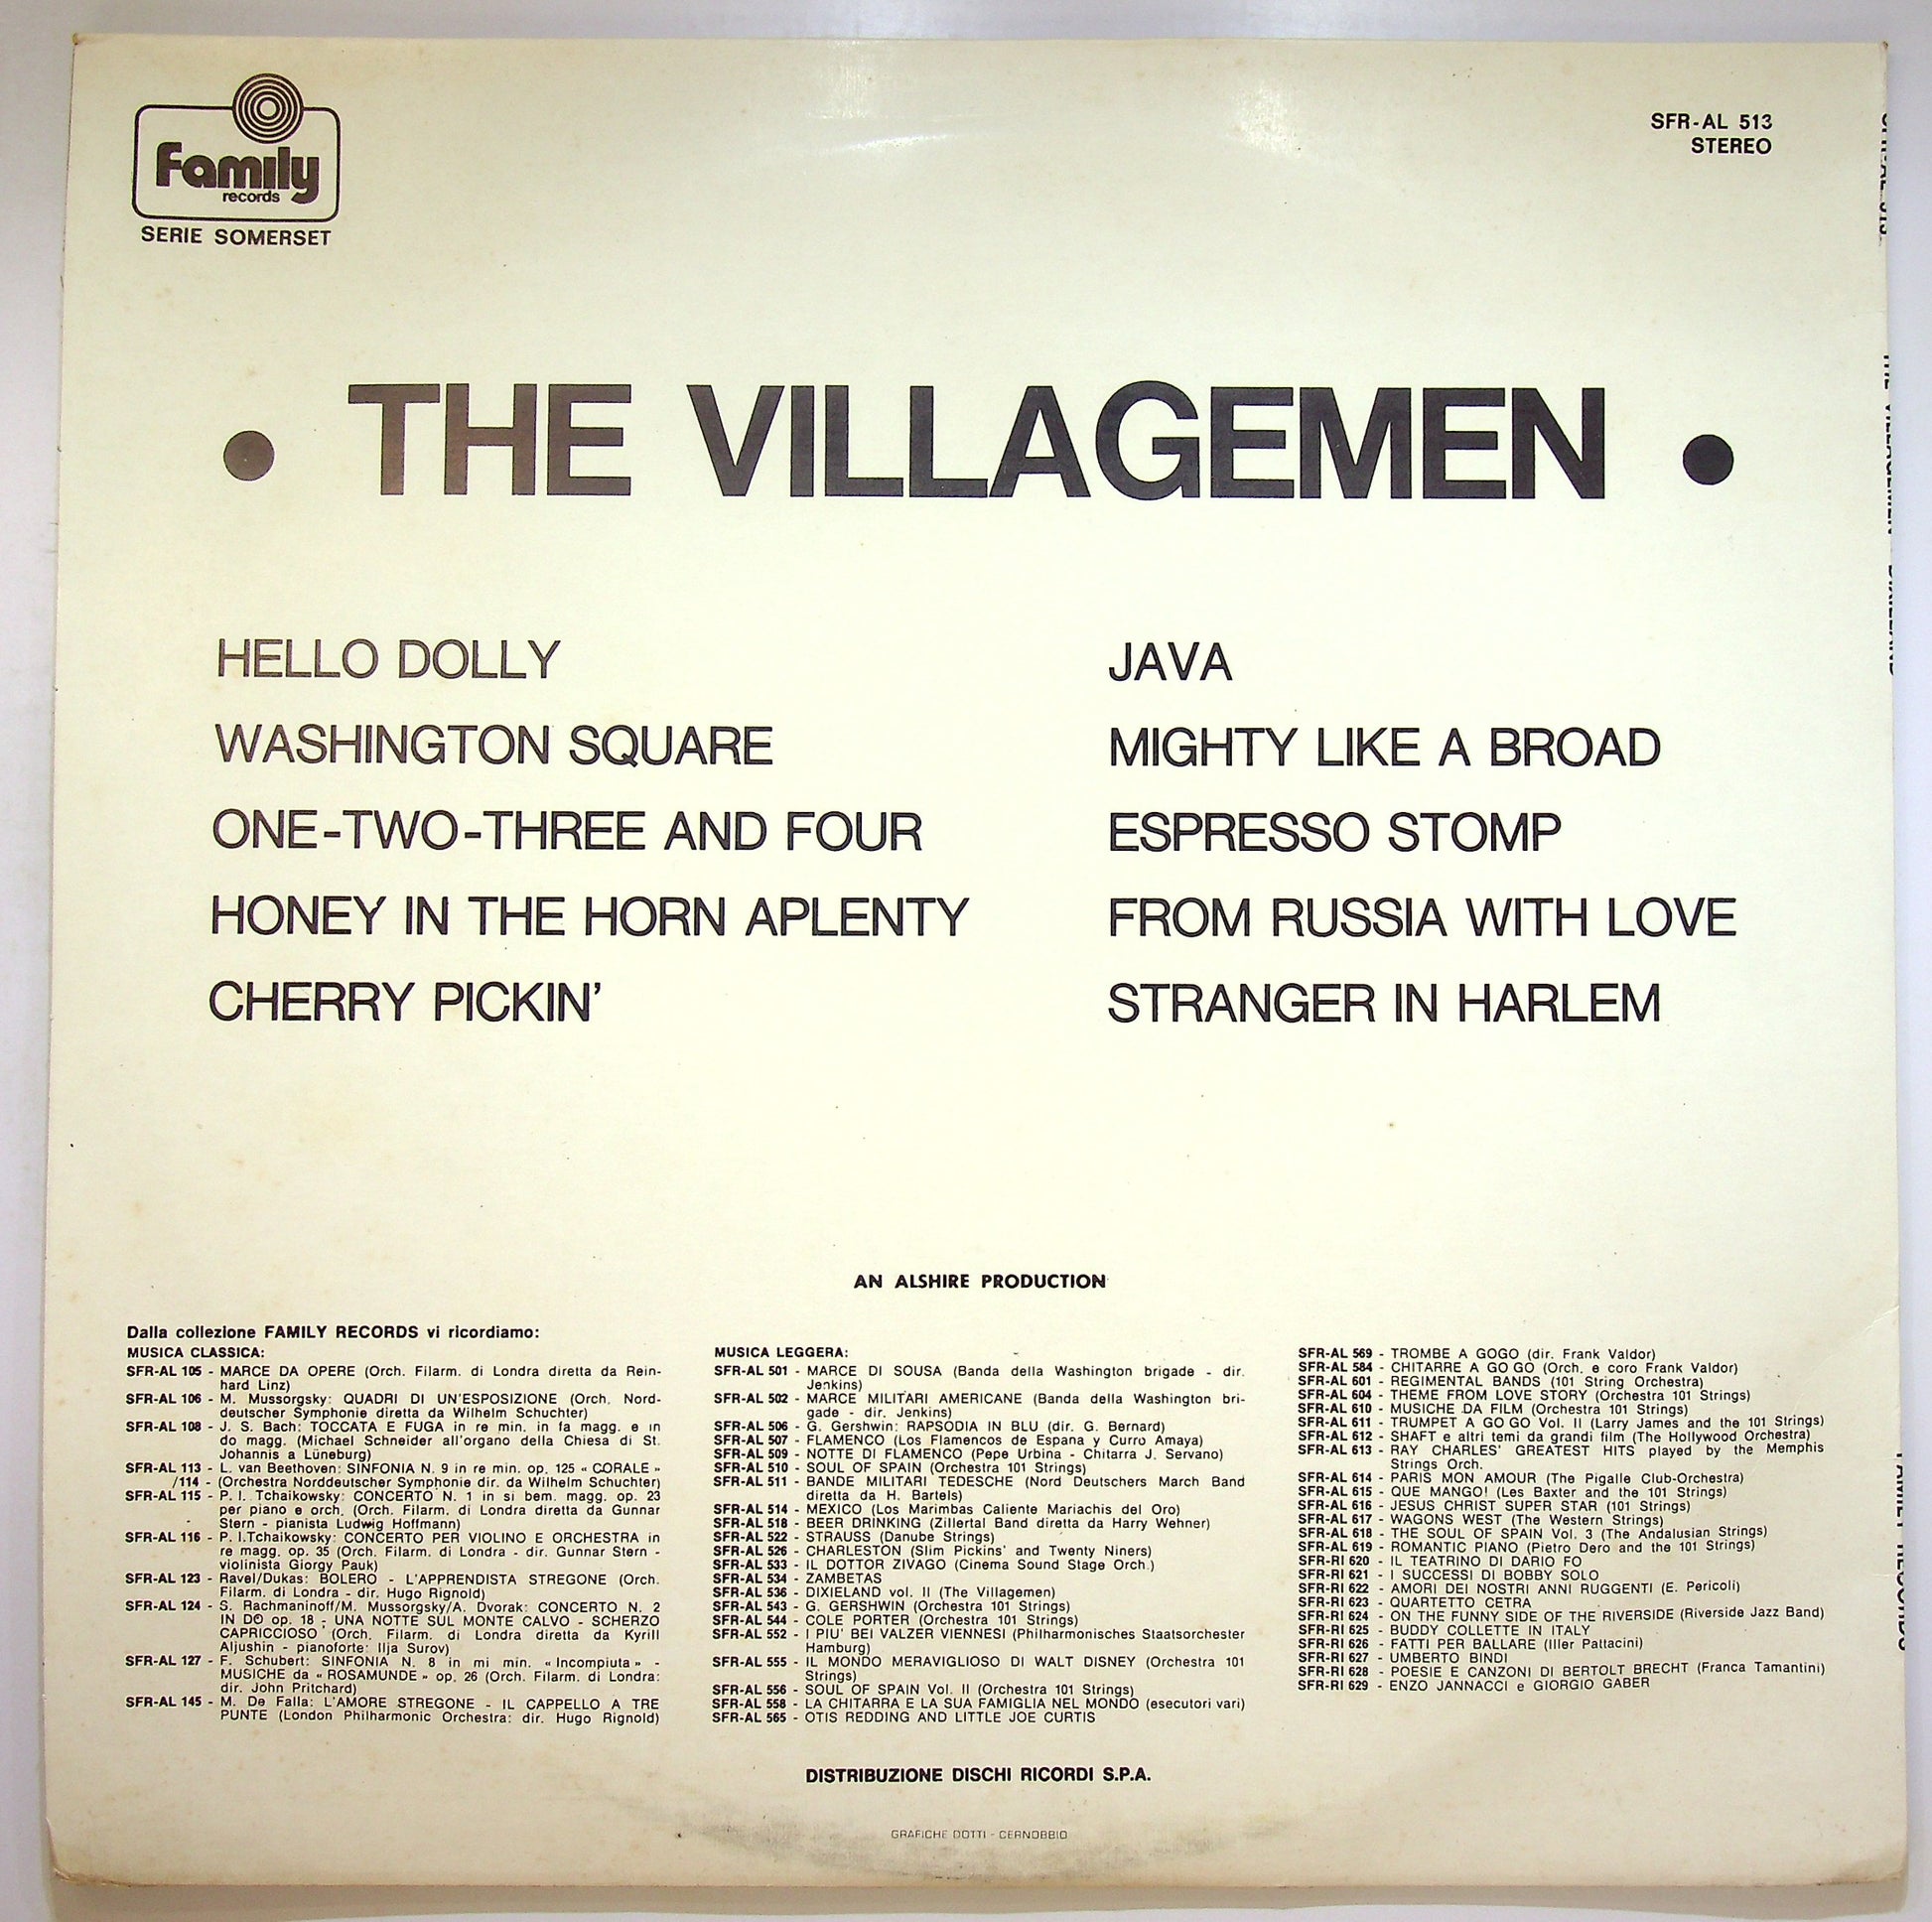 Family
records
SERIE SOMERSET
SFR-AL 513
STEREO
• THE VILLAGEMEN •
HELLO DOLLY
WASHINGTON SQUARE
ONE-TWO-THREE AND FOUR
HONEY IN THE HORN APLENTY
CHERRY PICKIN'
JAVA
MIGHTY LIKE A BROAD
ESPRESSO STOMP
FROM RUSSIA WITH LOVE
STRANGER IN HARLEM
AN ALSHIRE PRODUCTION
Dalla collezione FAMILY RECORDS vi ricordiamo:
MUSICA CLASSICA:
SFR-AL 105 - MARCE DA OPERE (Orch. Filarm. di Londra diretta da Rein-
hard Linz)
SFR-AL 106 - M. Mussorgsky: QUADRI DI UN'ESPOSIZIONE (Orch. Nord-
deutscher Symphonie diretta da Wilhelm Schuchter)
SFR-AL 108 - J. S. Bach: TOCCATA E FUGA in re min. in fa magg. e in
do magg. (Michael Schneider all'organo della Chiesa di St.
Johannis a Lüneburg)
SFR-AL 113 - L. van Beethoven: SINFONIA N. 9 in re min. op. 125 « CORALE »
/114 - (Orchestra Norddeutscher Symphonie dir. da Wilhelm Schuchter)
SFR-AL 115 - P. I. Tchaikowsky: CONCERTO N. 1 in si bem. magg. op. 23
per piano e orch. (Orch. Filarm. di Londra diretta da Gunnar
Stern - pianista Ludwig Hoffmann)
SFR-AL 116 - P. I. Tchaikowsky: CONCERTO PER VIOLINO E ORCHESTRA in
re magg. op. 35 (Orch. Filarm. di Londra - dir. Gunnar Stern -
violinista Giorgy Pauk)
SFR-AL 123 - Ravel/Dukas: BOLERO - L'APPRENDISTA STREGONE (Orch.
Filarm. di Londra - dir. Hugo Rignold)
SFR-AL 124 - S. Rachmaninoff/M. Mussorgsky/A. Dvorak: CONCERTO N. 2
IN DO op. 18 - UNA NOTTE SUL MONTE CALVO - SCHERZO
CAPRICCIOSO (Orch. Filarm. di Londra diretta da Kyrill
Aljushin - pianoforte: Ilja Surov)
SFR-AL 127 - F. Schubert: SINFONIA N. 8 in mi min. « Incompiuta » -
MUSICHE da « ROSAMUNDE » op. 26 (Orch. Filarm. di Londra:
dir. John Pritchard)
SFR-AL 145 - M. De Falla: L'AMORE STREGONE - IL CAPPELLO A TRE
PUNTE (London Philharmonic Orchestra: dir. Hugo Rignold)
MUSICA LEGGERA:
SFR-AL 501 - MARCE DI SOUSA (Banda della Washington brigade - dir.
Jenkins)
SFR-AL 502 - MARCE MILITARI AMERICANE (Banda della Washington bri-
gade - dir. Jenkins)
SFR-AL 506 - G. Gershwin: RAPSODIA IN BLU (dir. G. Bernard)
SFR-AL 507 - FLAMENCO (Los Flamencos de Espana y Curro Amaya)
SFR-AL 509 - NOTTE DI FLAMENCO (Pepe Urbina - Chitarra J. Servano)
SFR-AL 510 - SOUL OF SPAIN (Orchestra 101 Strings)
SFR-AL 511 - BANDE MILITARI TEDESCHE (Nord Deutschers March Band
diretta da H. Bartels)
SFR-AL 514 - MEXICO (Los Marimbas Caliente Mariachis del Oro)
SFR-AL 518 - BEER DRINKING (Zillertal Band diretta da Harry Wehner)
SFR-AL 522 - STRAUSS (Danube Strings)
SFR-AL 526 - CHARLESTON (Slim Pickins' and Twenty Niners)
SFR-AL 533 - IL DOTTOR ZIVAGO (Cinema Sound Stage Orch.)
SFR-AL 534 - ZAMBETAS
SFR-AL 536 - DIXIELAND vol. II (The Villagemen)
SFR-AL 543 - G. GERSHWIN (Orchestra 101 Strings)
SFR-AL 544 - COLE PORTER (Orchestra 101 Strings)
SFR-AL 552 - I PIU' BEI VALZER VIENNESI (Philharmonisches Staatsorchester
Hamburg)
SFR-AL 555 - IL MONDO MERAVIGLIOSO DI WALT DISNEY (Orchestra 101
Strings)
SFR-AL 556 - SOUL OF SPAIN Vol. II (Orchestra 101 Strings)
SFR-AL 558 - LA CHITARRA E LA SUA FAMIGLIA NEL MONDO (esecutori vari)
SFR-AL 565 - OTIS REDDING AND LITTLE JOE CURTIS
SFR-AL 569 - TROMBE A GOGO (dir. Frank Valdor)
SFR-AL 584 - CHITARRE A GO GO (Orch. e coro Frank Valdor)
SFR-AL 601 - REGIMENTAL BANDS (101 String Orchestra)
SFR-AL 604 - THEME FROM LOVE STORY (Orchestra 101 Strings)
SFR-AL 610 - MUSICHE DA FILM (Orchestra 101 Strings)
SFR-AL 611 - TRUMPET A GO GO Vol. II (Larry James and the 101 Strings)
SFR-AL 612 - SHAFT e altri temi da grandi film (The Hollywood Orchestra)
SFR-AL 613 - RAY CHARLES' GREATEST HITS played by the Memphis
Strings Orch.
SFR-AL 614 - PARIS MON AMOUR (The Pigalle Club-Orchestra)
SFR-AL 615 - QUE MANGO! (Les Baxter and the 101 Strings)
SFR-AL 616 - JESUS CHRIST SUPER STAR (101 Strings)
SFR-AL 617 - WAGONS WEST (The Western Strings)
SFR-AL 618 - THE SOUL OF SPAIN Vol. 3 (The Andalusian Strings)
SFR-AL 619 - ROMANTIC PIANO (Pietro Dero and the 101 Strings)
SFR-RI 620 - IL TEATRINO DI DARIO FO
SFR-RI 621 - I SUCCESSI DI BOBBY SOLO
SFR-RI 622 - AMORI DEI NOSTRI ANNI RUGGENTI (E. Pericoli)
SFR-RI 623 - QUARTETTO CETRA
SFR-RI 624 - ON THE FUNNY SIDE OF THE RIVERSIDE (Riverside Jazz Band)
SFR-RI 625 - BUDDY COLLETTE IN ITALY
SFR-RI 626 - FATTI PER BALLARE (Iller Pattacini)
SFR-RI 627 - UMBERTO BINDI
SFR-RI 628 - POESIE E CANZONI DI BERTOLT BRECHT (Franca Tamantini)
SFR-RI 629 - ENZO JANNACCI e GIORGIO GABER
DISTRIBUZIONE DISCHI RICORDI S.P.A.
GRAFICHE DOTTI - CERNOBBIO